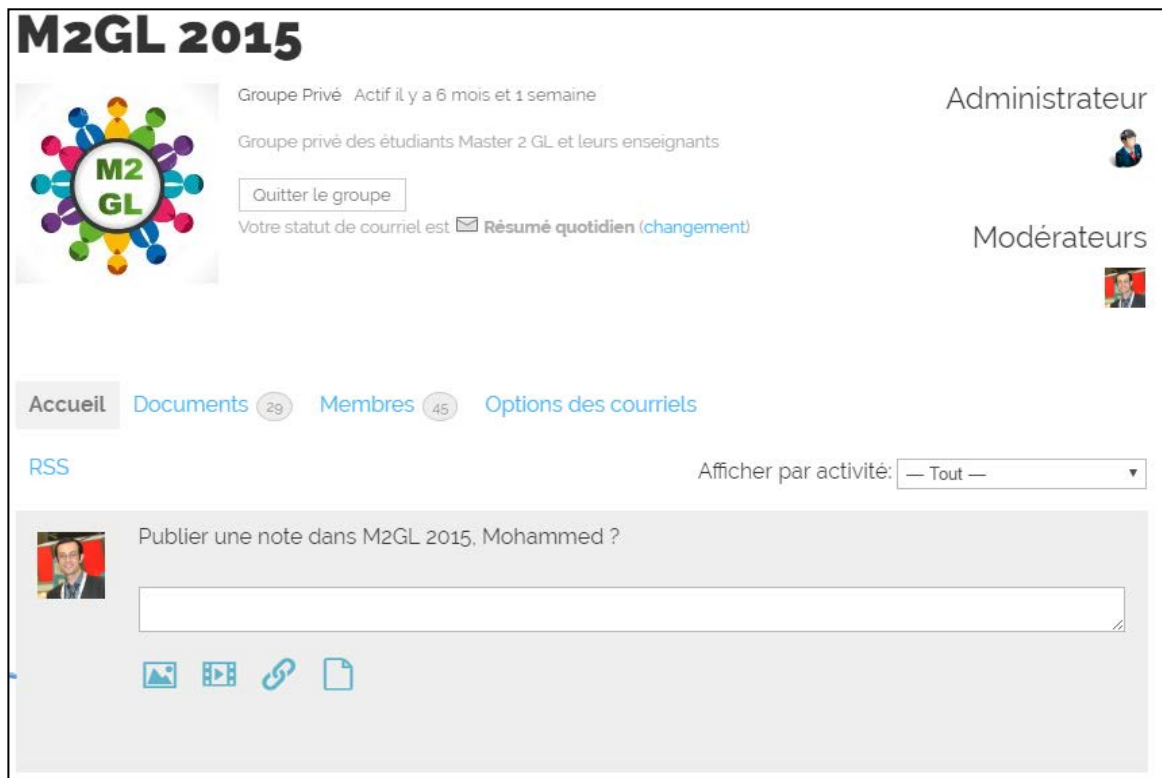 M2GL 2015
Groupe Privé Actif il y a 6 mois et 1 semaine
Groupe privé des étudiants Master 2 GL et leurs enseignants
M2
GL
Quitter le groupe
Votre statut de courriel est Résumé quotidien (changement)
Administrateur
Modérateurs
Accueil Documents 29 Membres 45 Options des courriels
RSS
Afficher par activité: — Tout —
Publier une note dans M2GL 2015, Mohammed ?